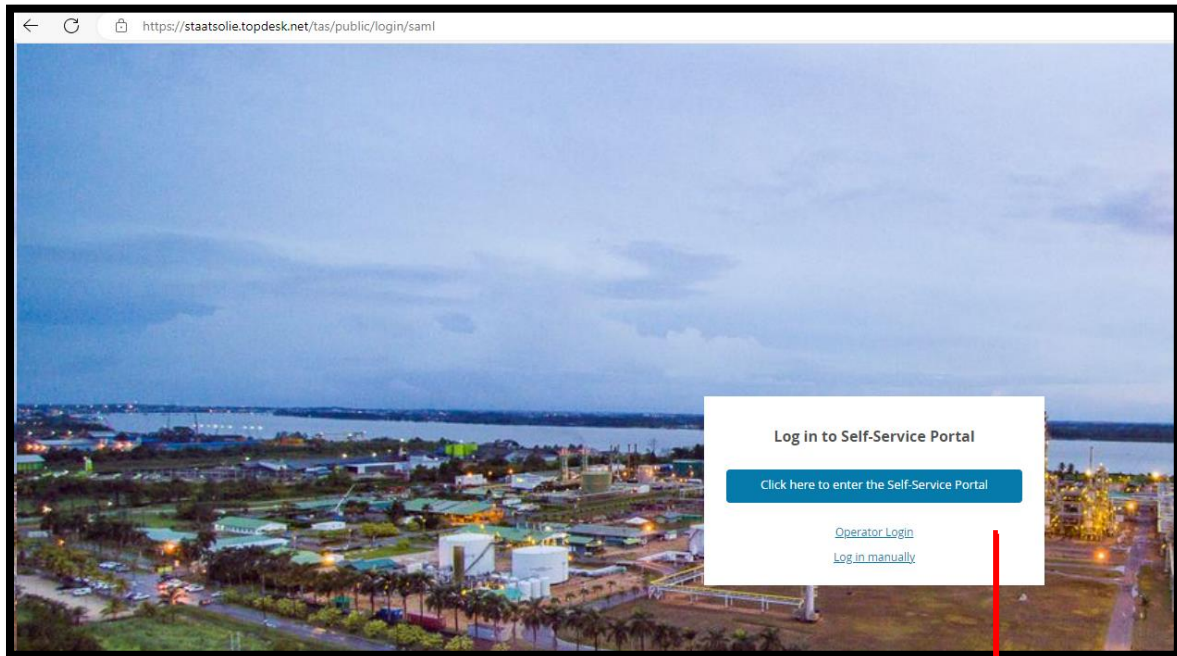 https://staatsolie.topdesk.net/tas/public/login/saml
Log in to Self-Service Portal
Click here to enter the Self-Service Portal
Operator Login
Log in manually